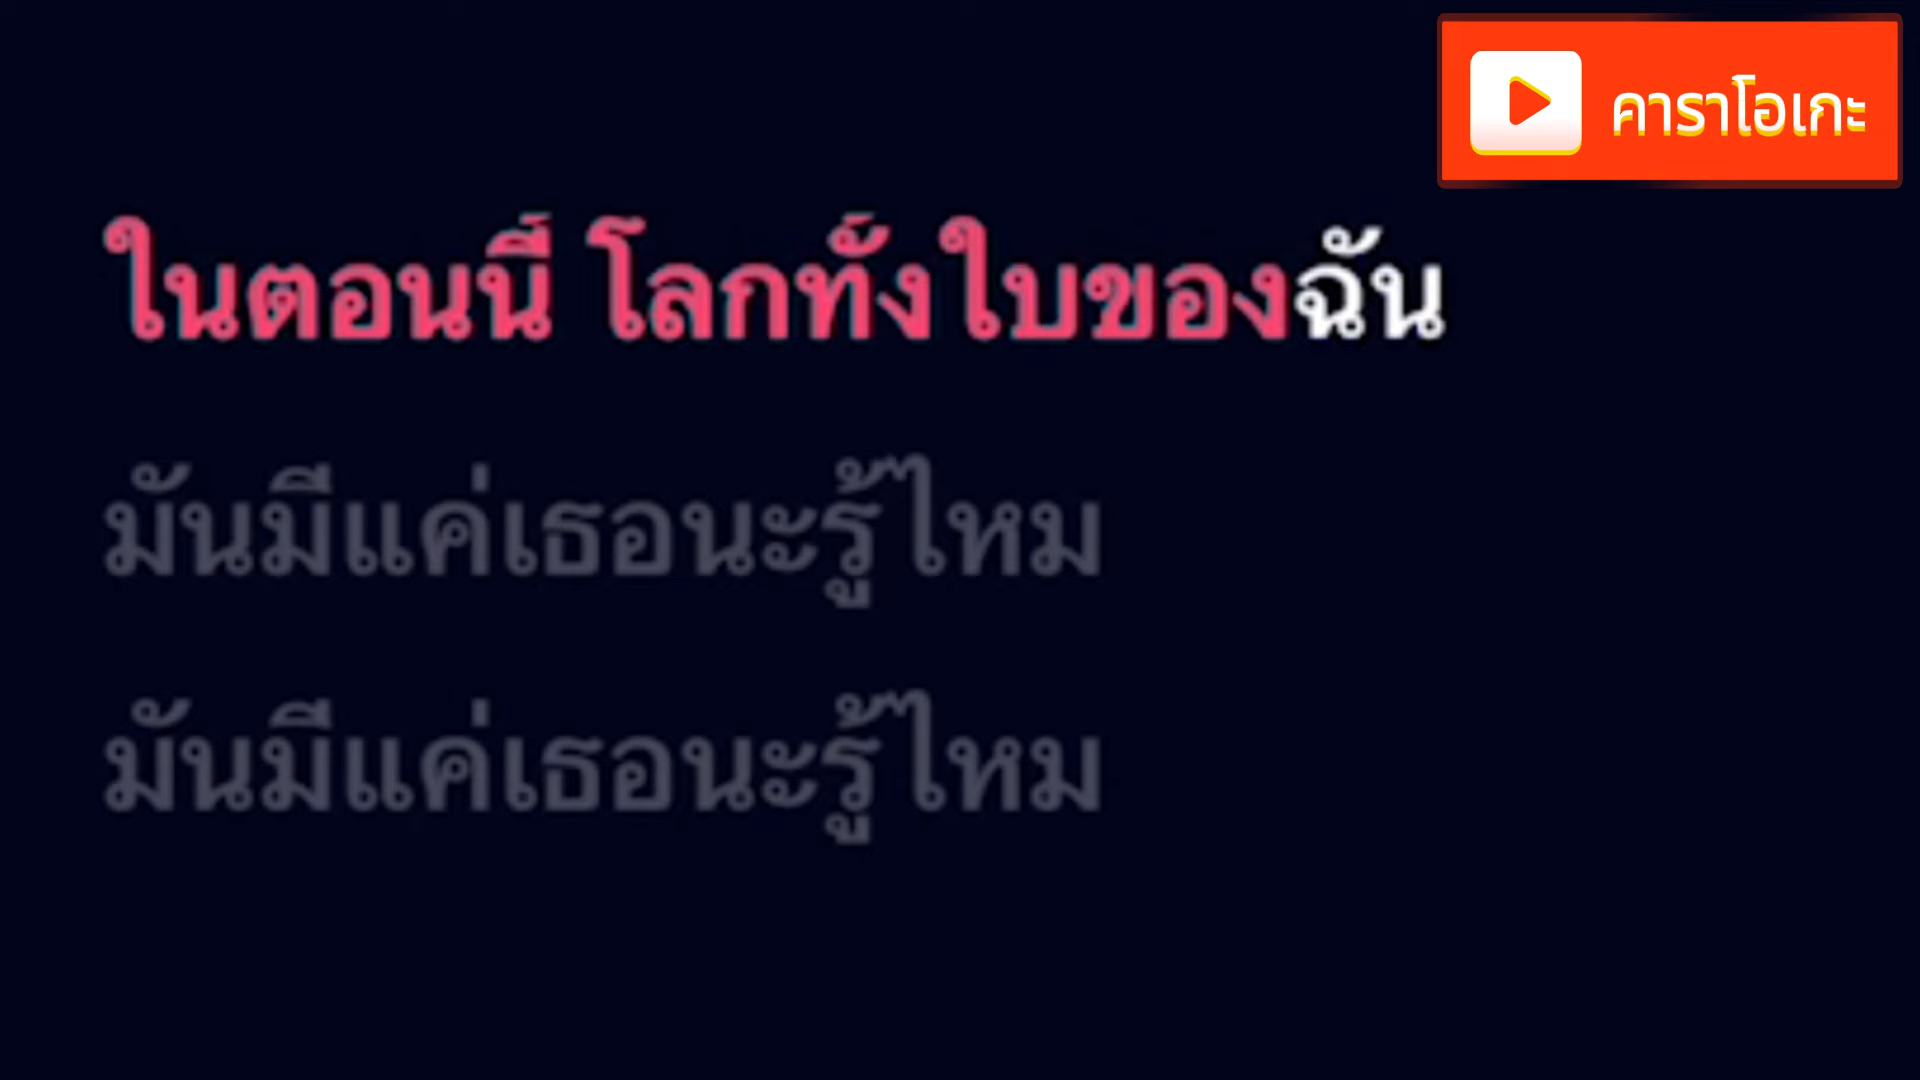 คาราโอเกะ
ในตอนนี้ โลกทั้งใบของฉัน
มันมีแค่เธอนะรู้ไหม
มันมีแค่เธอนะรู้ไหม